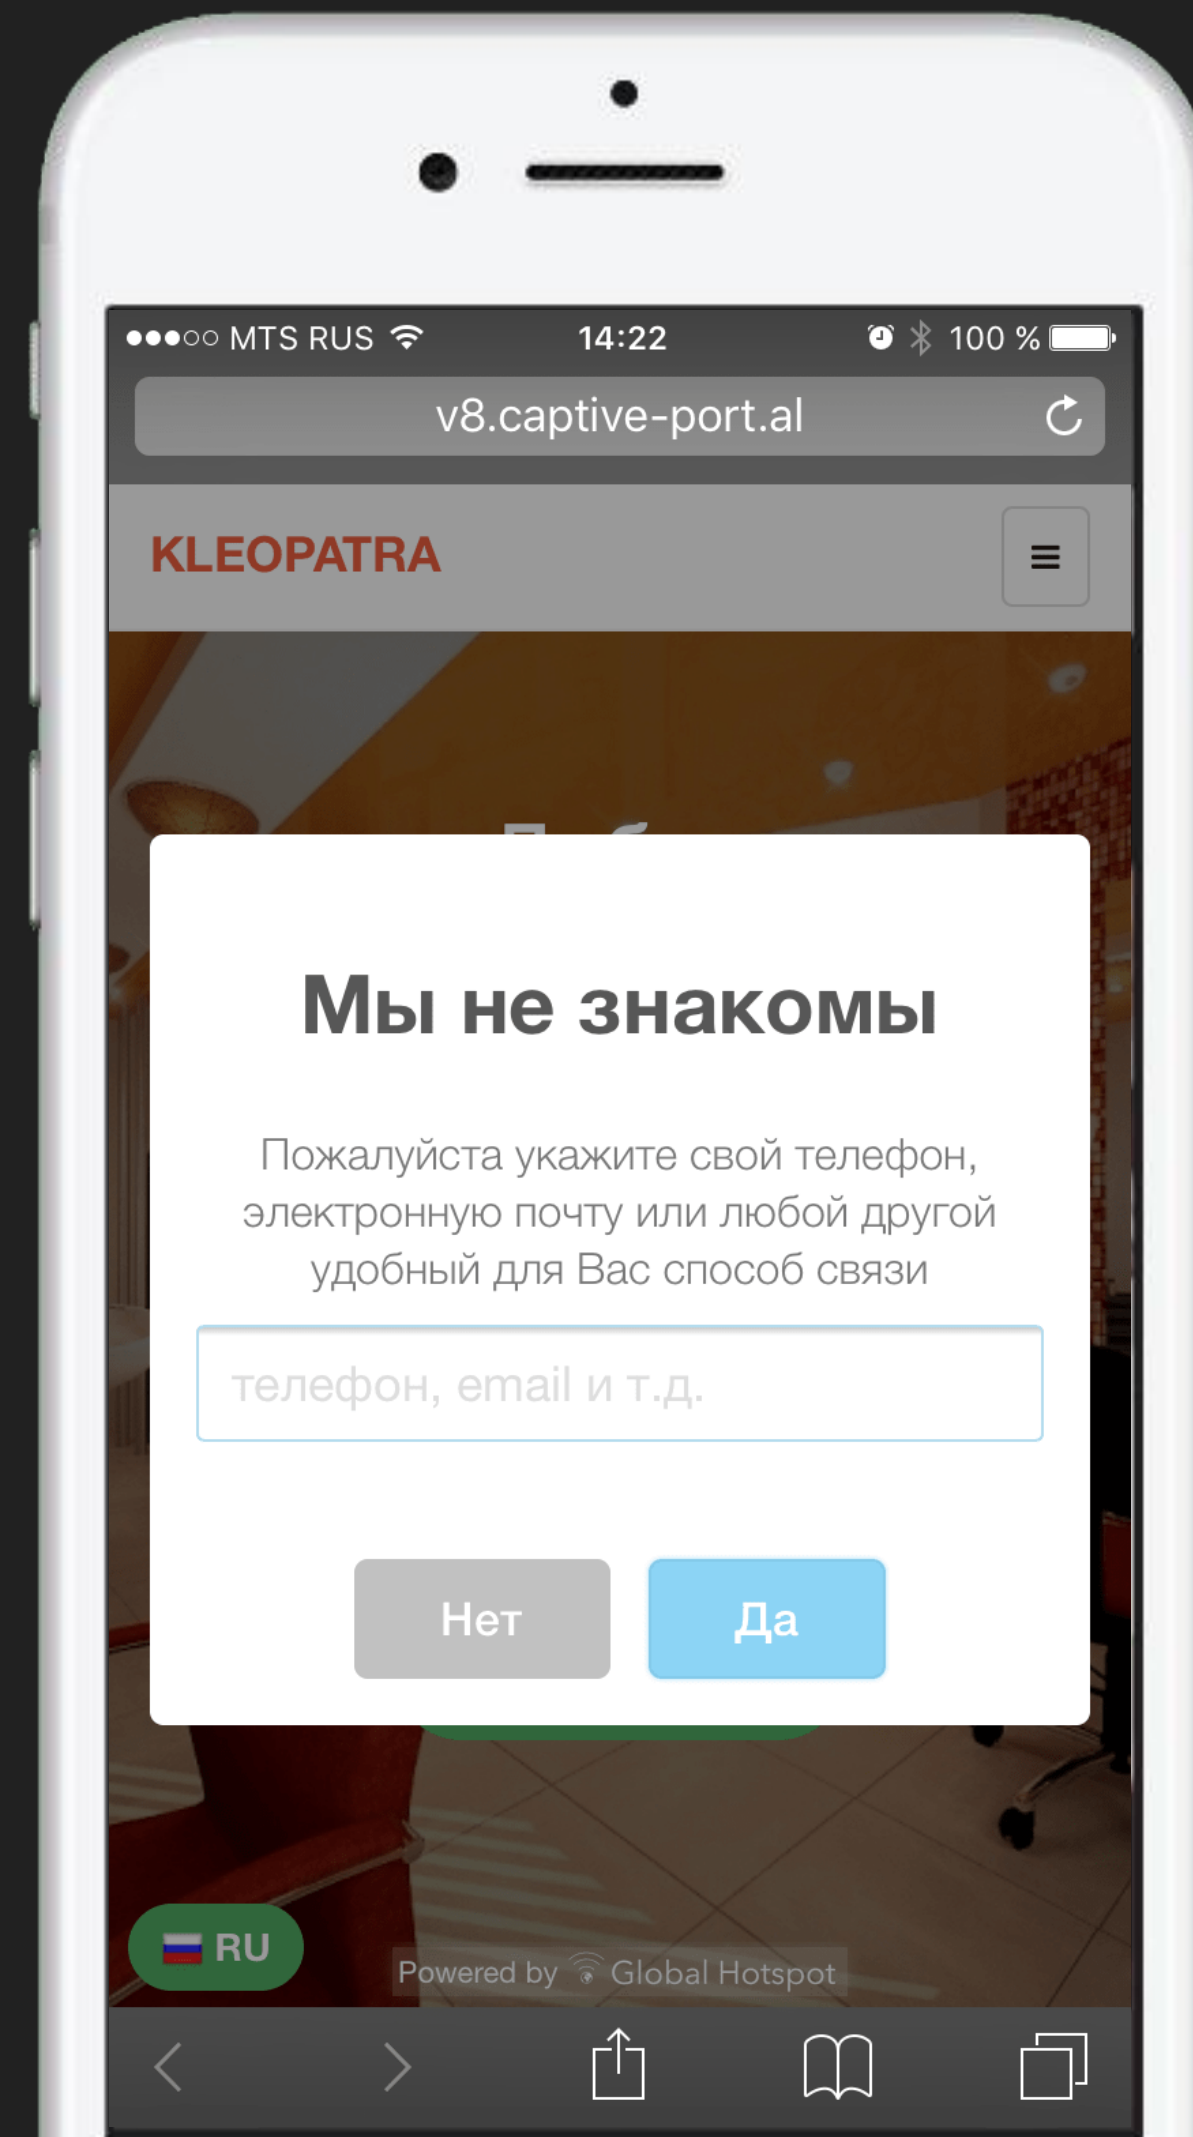 MTS RUS 14:22 100 %
v8.captive-port.al
KLEOPATRA
Мы не знакомы
Пожалуйста укажите свой телефон,
электронную почту или любой другой
удобный для Вас способ связи
телефон, email и т.д.
Нет Да
RU
Powered by Global Hotspot